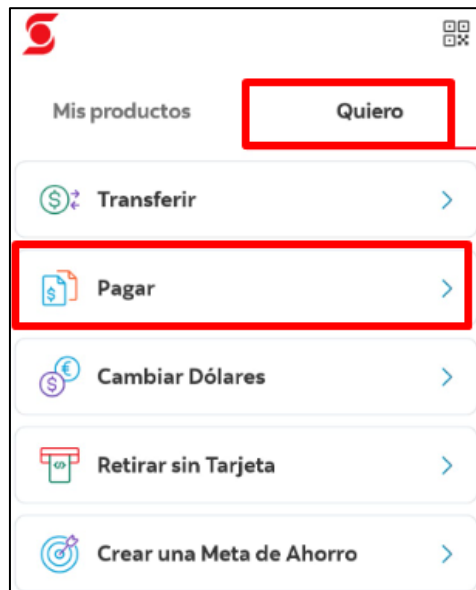 Mis productos Quiero
Transferir
Pagar
Cambiar Dólares
Retirar sin Tarjeta
Crear una Meta de Ahorro